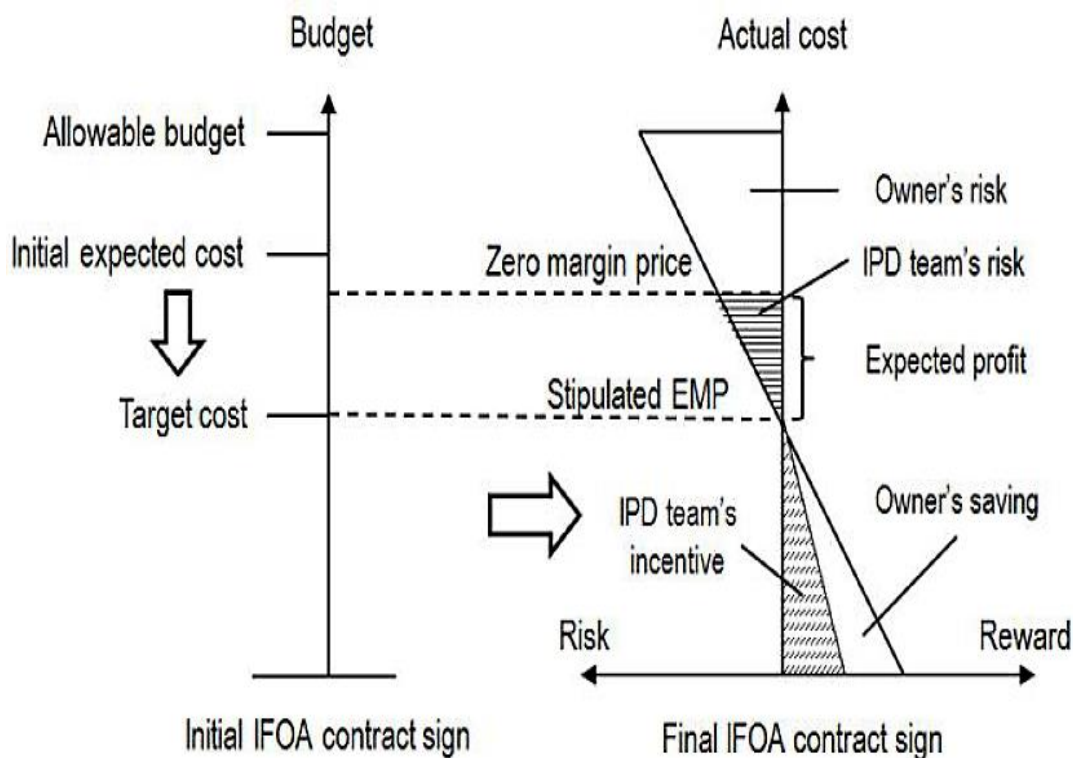 Budget
Actual cost
Allowable budget
Owner's risk
Initial expected cost
Zero margin price
IPD team's risk
Expected profit
Target cost
Stipulated EMP
IPD team's
incentive
Owner's saving
Risk
Reward
Initial IFOA contract sign
Final IFOA contract sign